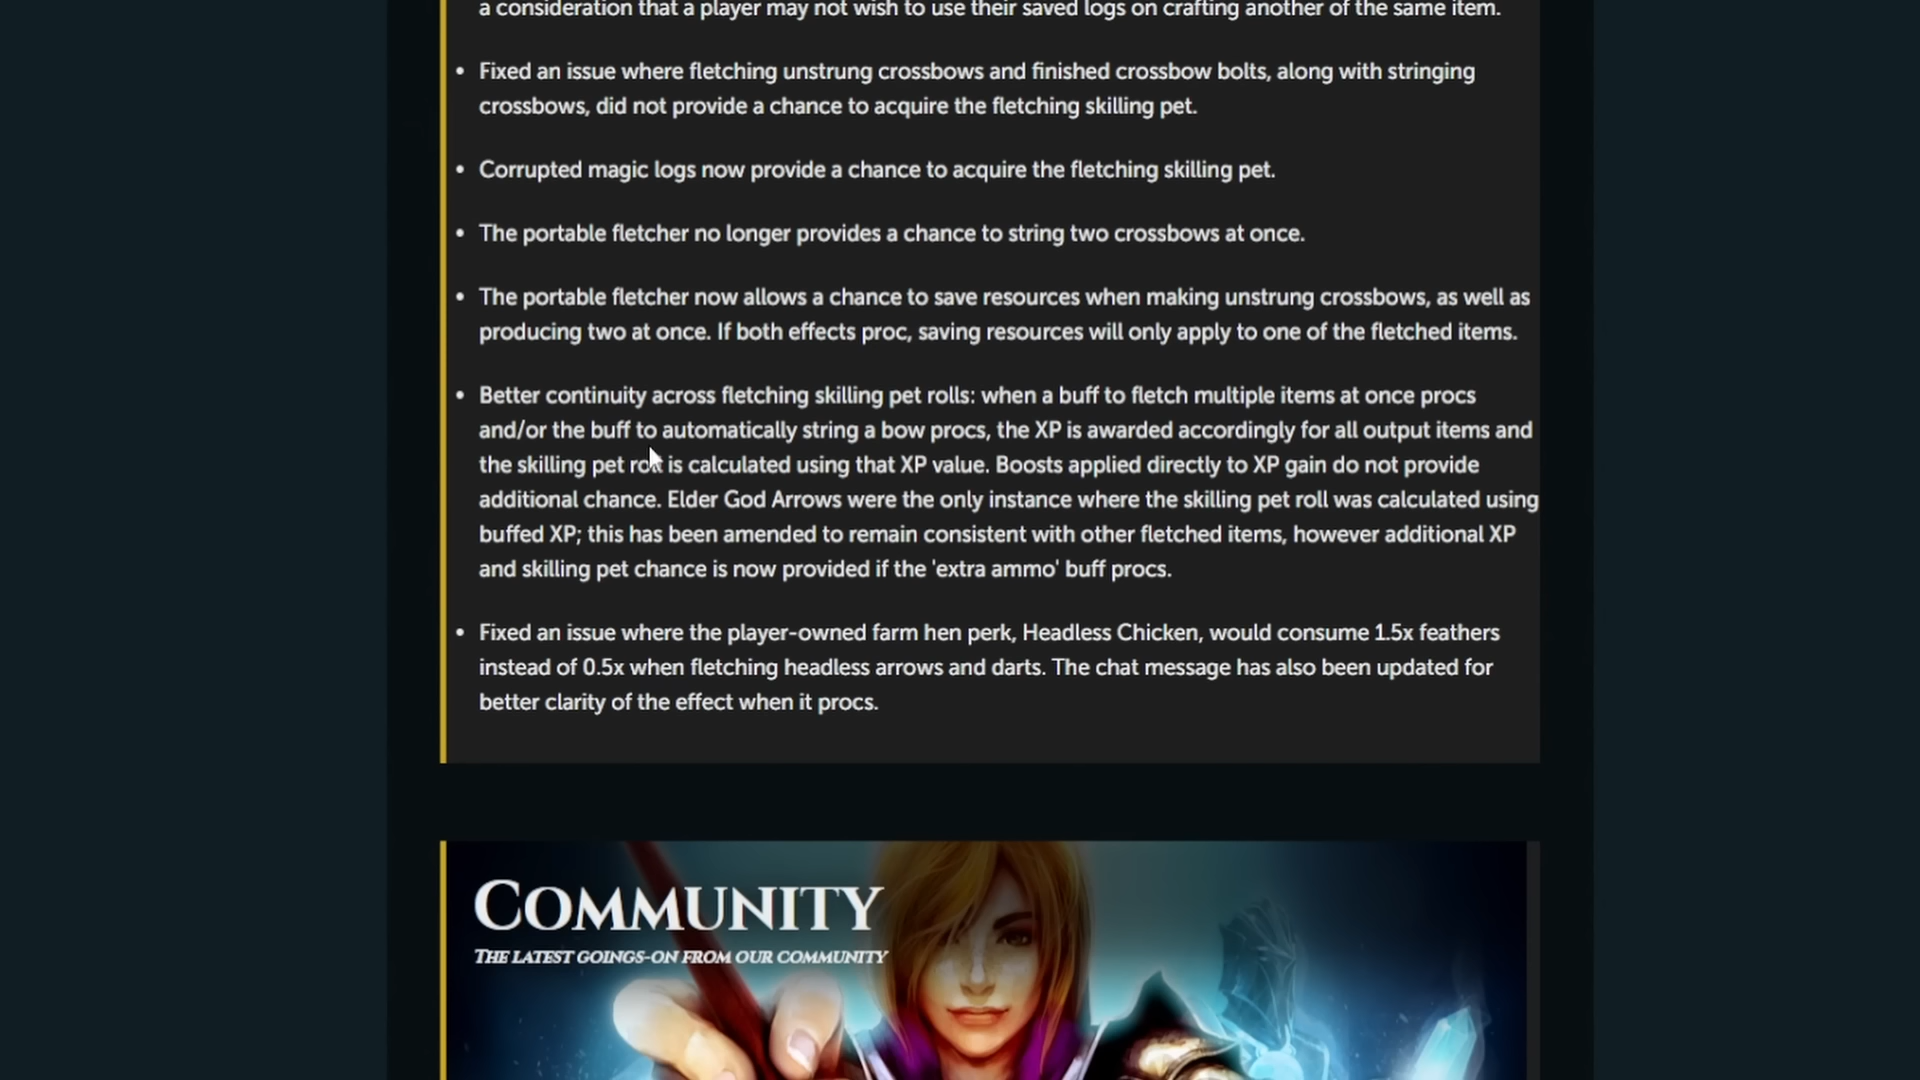 a consideration that a player may not wish to use their saved logs on crafting another of the same item.
• Fixed an issue where fletching unstrung crossbows and finished crossbow bolts, along with stringing
crossbows, did not provide a chance to acquire the fletching skilling pet.
• Corrupted magic logs now provide a chance to acquire the fletching skilling pet.
• The portable fletcher no longer provides a chance to string two crossbows at once.
• The portable fletcher now allows a chance to save resources when making unstrung crossbows, as well as
producing two at once. If both effects proc, saving resources will only apply to one of the fletched items.
• Better continuity across fletching skilling pet rolls: when a buff to fletch multiple items at once procs
and/or the buff to automatically string a bow procs, the XP is awarded accordingly for all output items and
the skilling pet roll is calculated using that XP value. Boosts applied directly to XP gain do not provide
additional chance. Elder God Arrows were the only instance where the skilling pet roll was calculated using
buffed XP; this has been amended to remain consistent with other fletched items, however additional XP
and skilling pet chance is now provided if the 'extra ammo' buff procs.
• Fixed an issue where the player-owned farm hen perk, Headless Chicken, would consume 1.5x feathers
instead of 0.5x when fletching headless arrows and darts. The chat message has also been updated for
better clarity of the effect when it procs.
COMMUNITY
THE LATEST GOINGS-ON FROM OUR COMMUNITY